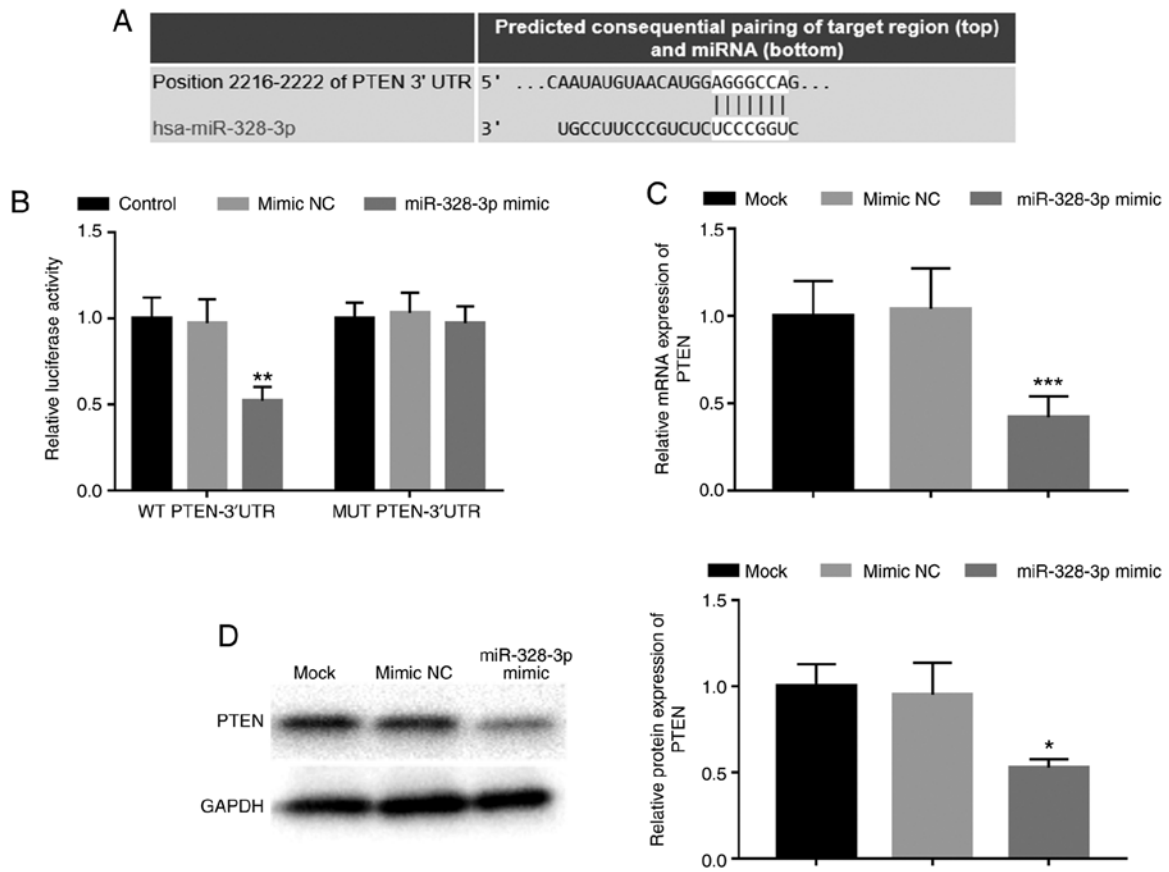 A
Predicted consequential pairing of target region (top)
and miRNA (bottom)
Position 2216-2222 of PTEN 3' UTR 5' ...CAAUAUGUAACAUGGAGGGCCAG...
hsa-miR-328-3p 3' UGCCUUCCCGUCUCUCCCGGUC
B
Control Mimic NC miR-328-3p mimic
Relative luciferase activity
1.5
1.0
0.5
0.0
**
WT PTEN-3'UTR MUT PTEN-3'UTR
C
Mock Mimic NC miR-328-3p mimic
Relative mRNA expression of
PTEN
1.5
1.0
0.5
0.0
***
D
Mock Mimic NC miR-328-3p
mimic
PTEN
GAPDH
Mock Mimic NC miR-328-3p mimic
Relative protein expression of
PTEN
1.5
1.0
0.5
0.0
*